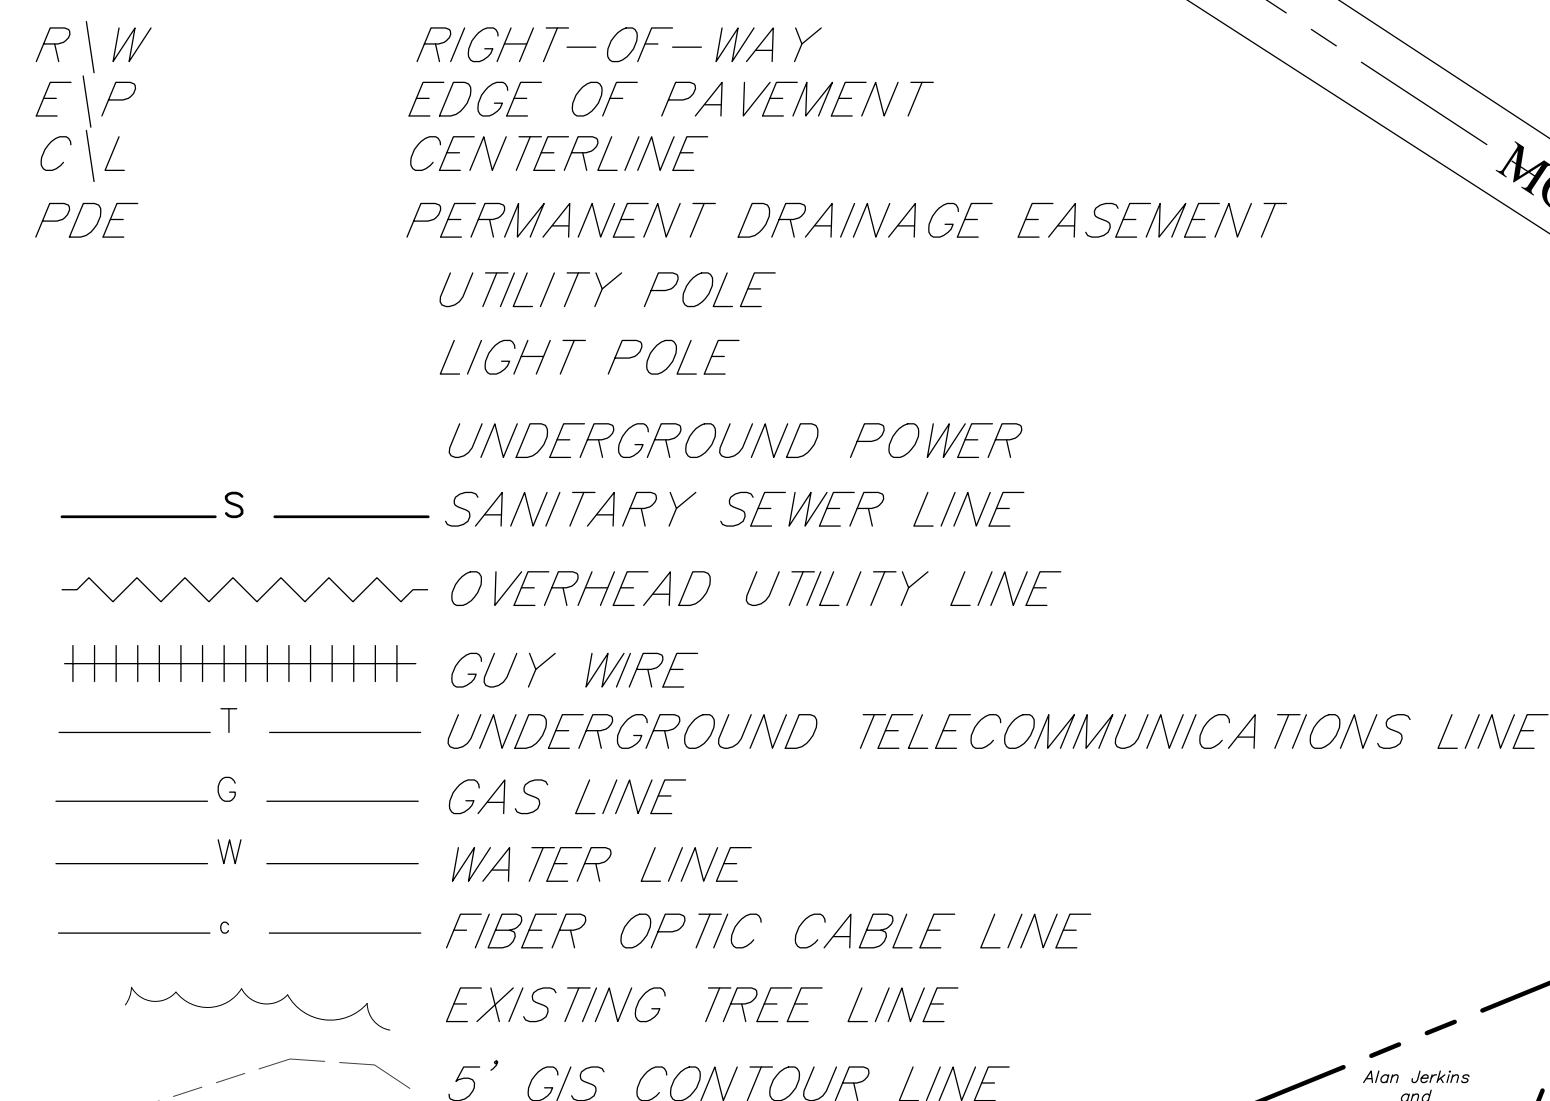 R\W RIGHT-OF-WAY
E\P EDGE OF PAVEMENT
C\L CENTERLINE
PDE PERMANENT DRAINAGE EASEMENT
UTILITY POLE
LIGHT POLE
UNDERGROUND POWER
S SANITARY SEWER LINE
OVERHEAD UTILITY LINE
GUY WIRE
T UNDERGROUND TELECOMMUNICATIONS LINE
G GAS LINE
W WATER LINE
c FIBER OPTIC CABLE LINE
EXISTING TREE LINE
5' GIS CONTOUR LINE
Alan Jerkins
and